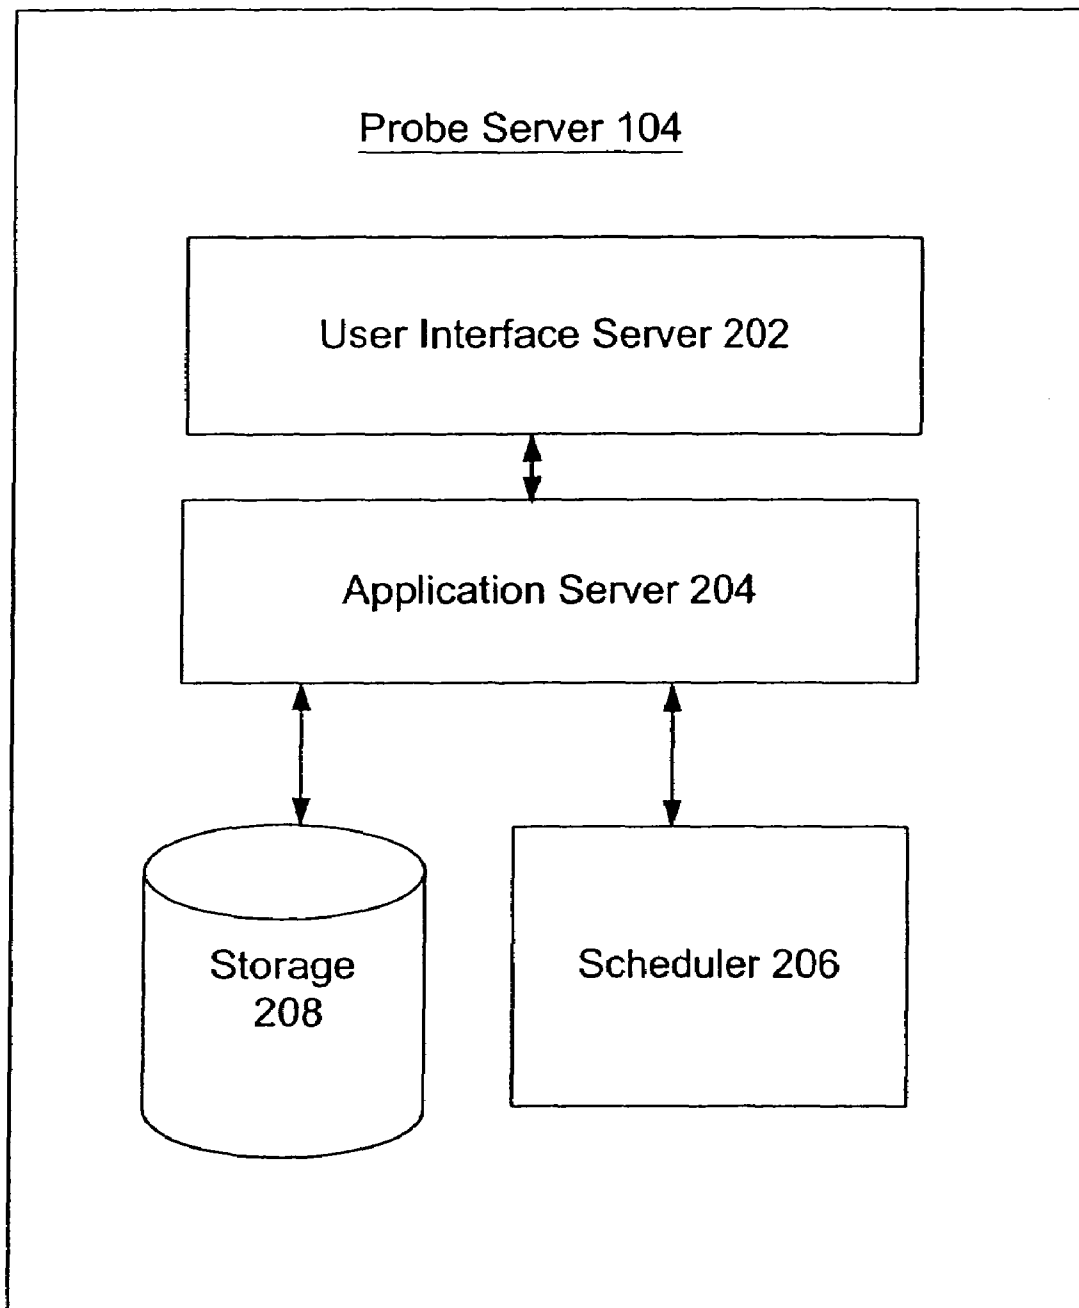 Probe Server 104
User Interface Server 202
Application Server 204
Storage
208
Scheduler 206